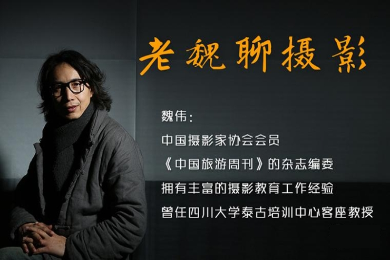 老魏聊摄影
魏伟：
中国摄影家协会会员
《中国旅游周刊》的杂志编委
拥有丰富的摄影教育工作经验
曾任四川大学泰古培训中心客座教授